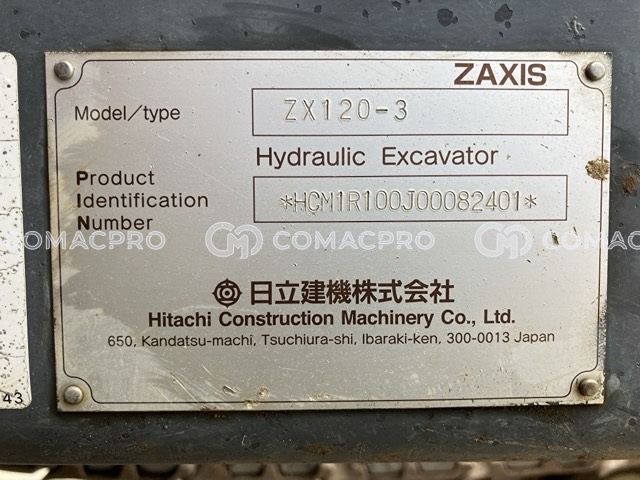 ZAXIS
Model/type ZX120-3
Hydraulic Excavator
Product
Identification
Number
*HCM1R100J00082401*
COMACPRO COMACPRO COMACPRO
日立建機株式会社
Hitachi Construction Machinery Co., Ltd.
650, Kandatsu-machi, Tsuchiura-shi, Ibaraki-ken, 300-0013 Japan
43